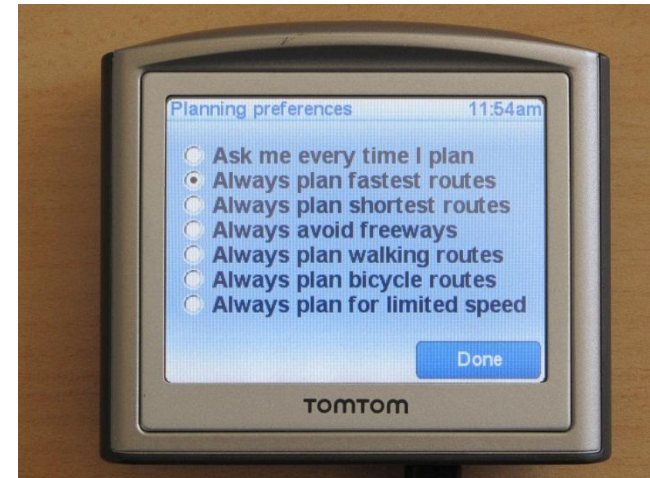 Planning preferences 11:54am
Ask me every time I plan
Always plan fastest routes
Always plan shortest routes
Always avoid freeways
Always plan walking routes
Always plan bicycle routes
Always plan for limited speed
Done
TOMTOM